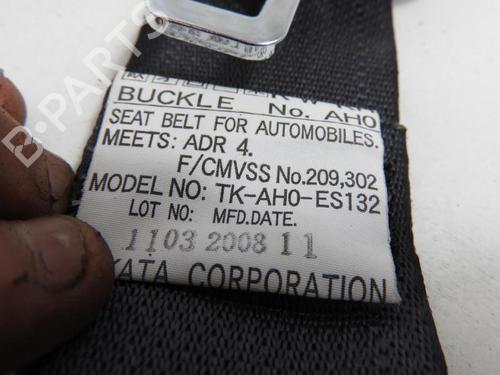 BUCKLE No. AH0
SEAT BELT FOR AUTOMOBILES.
MEETS: ADR 4.
F/CMVSS No.209,302
MODEL NO: TK-AH0-ES132
LOT NO: MFD.DATE.
1103 2008 11
KATA CORPORATION